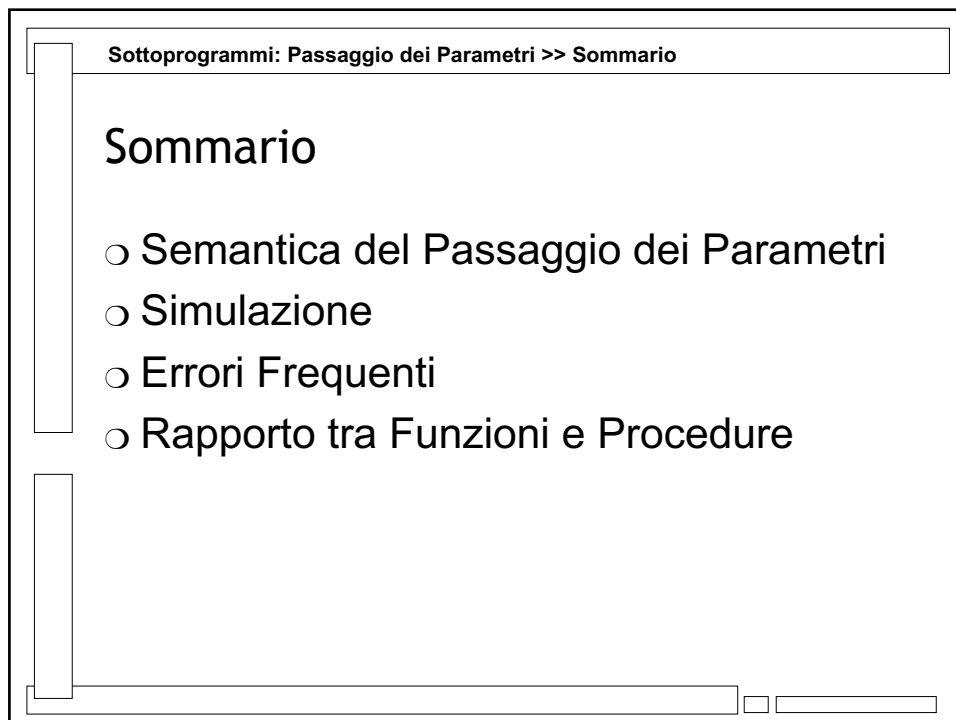 Sottoprogrammi: Passaggio dei Parametri >> Sommario
Sommario
❍ Semantica del Passaggio dei Parametri
❍ Simulazione
❍ Errori Frequenti
❍ Rapporto tra Funzioni e Procedure